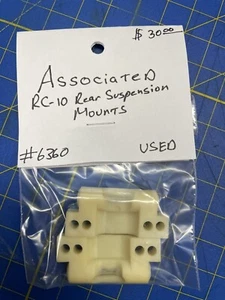 $ 30.00
Associated
RC-10 Rear Suspension
Mounts
#6360 USED